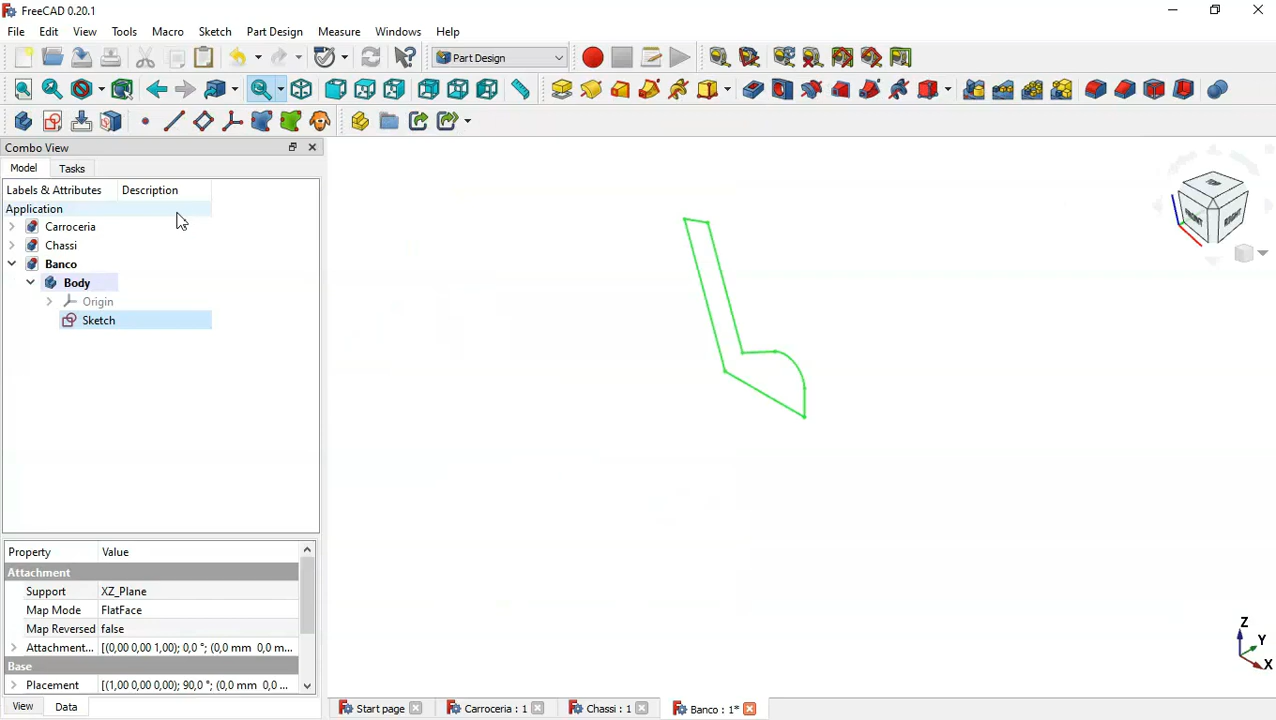 FreeCAD 0.20.1
File Edit View Tools Macro Sketch Part Design Measure Windows Help
Part Design
Combo View
Model Tasks
Labels & Attributes Description
Application
Carroceria
Chassi
Banco
Body
Origin
Sketch
FRONT RIGHT
Property Value
Attachment
Support XZ_Plane
Map Mode FlatFace
Map Reversed false
Attachment... [(0,00 0,00 1,00); 0,0 °; (0,0 mm 0,0 m...
Base
Placement [(1,00 0,00 0,00); 90,0 °; (0,0 mm 0,0 ...
View Data
Start page Carroceria : 1 Chassi : 1 Banco : 1*
Z
Y
X